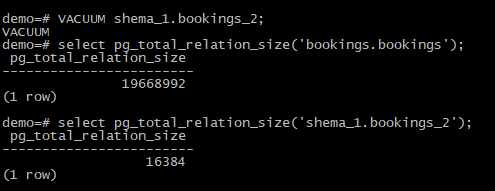 demo=# VACUUM shema_1.bookings_2;
VACUUM
demo=# select pg_total_relation_size('bookings.bookings');
pg_total_relation_size
------------------------
19668992
(1 row)
demo=# select pg_total_relation_size('shema_1.bookings_2');
pg_total_relation_size
------------------------
16384
(1 row)